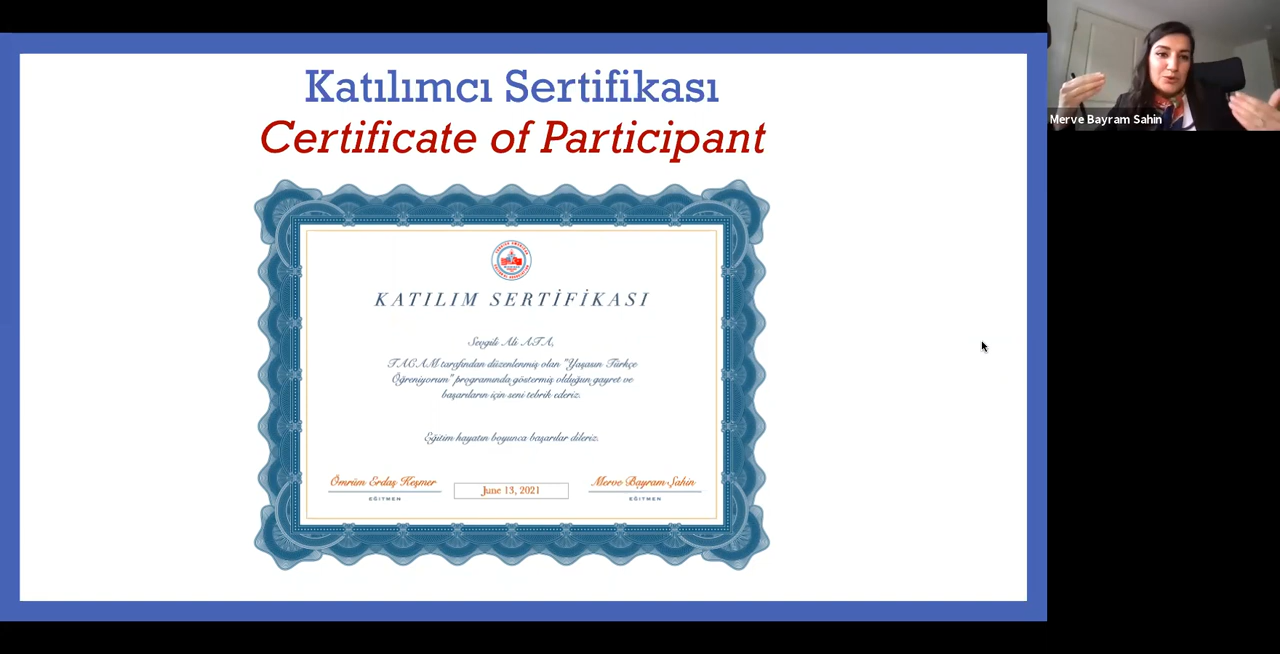 Katılımcı Sertifikası
Certificate of Participant
Merve Bayram Sahin
KATILIM SERTİFİKASI
Sevgili Ali ATA,
TACAM tarafından düzenlenmiş olan "Yaşasın Türkçe
Öğreniyorum" programında göstermiş olduğun gayret ve
başarıların için seni tebrik ederiz.
Eğitim hayatın boyunca başarılar dileriz.
Ömrüm Erdaş Keşmer
EĞİTMEN
June 13, 2021
Merve Bayram Sahin
EĞİTMEN